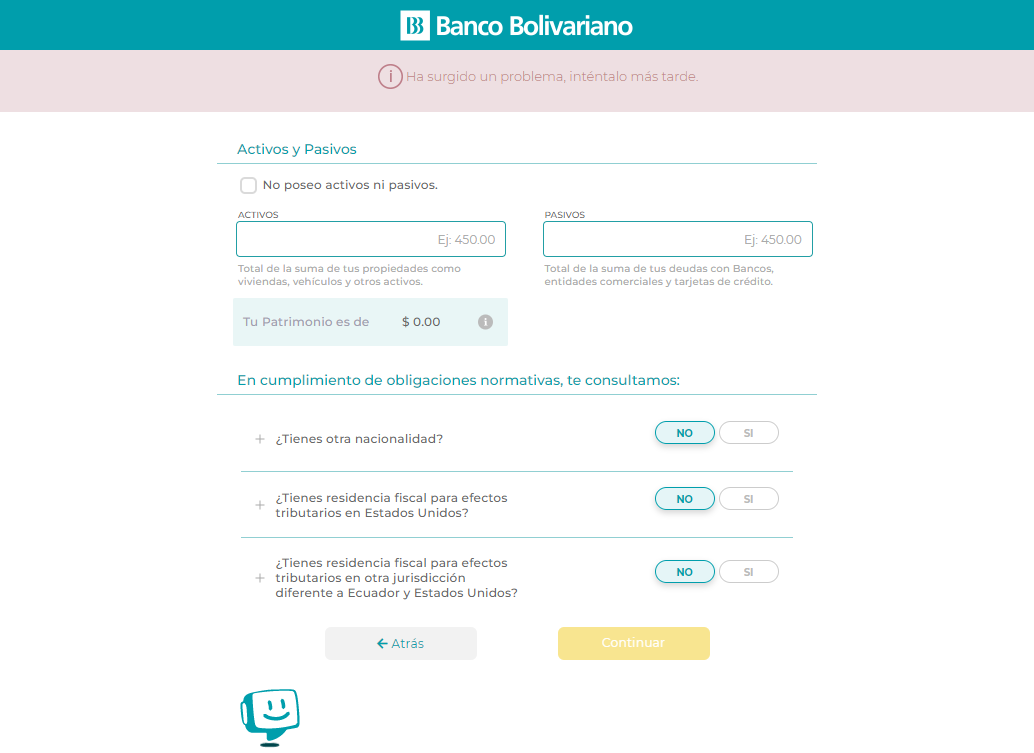 Banco Bolivariano
Ha surgido un problema, inténtalo más tarde.
Activos y Pasivos
No poseo activos ni pasivos.
ACTIVOS
Ej: 450.00
Total de la suma de tus propiedades como
viviendas, vehículos y otros activos.
PASIVOS
Ej: 450.00
Total de la suma de tus deudas con Bancos,
entidades comerciales y tarjetas de crédito.
Tu Patrimonio es de $ 0.00
En cumplimiento de obligaciones normativas, te consultamos:
+ ¿Tienes otra nacionalidad? NO SI
+ ¿Tienes residencia fiscal para efectos
tributarios en Estados Unidos? NO SI
+ ¿Tienes residencia fiscal para efectos
tributarios en otra jurisdicción
diferente a Ecuador y Estados Unidos? NO SI
← Atrás
Continuar